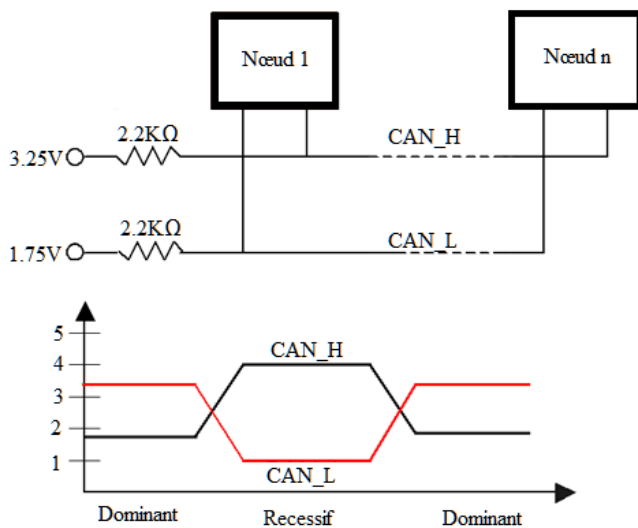 Nœud 1
Nœud n
2.2KΩ
CAN_H
3.25V
2.2KΩ
CAN_L
1.75V
5
4
3
2
1
CAN_H
CAN_L
Dominant
Recessif
Dominant